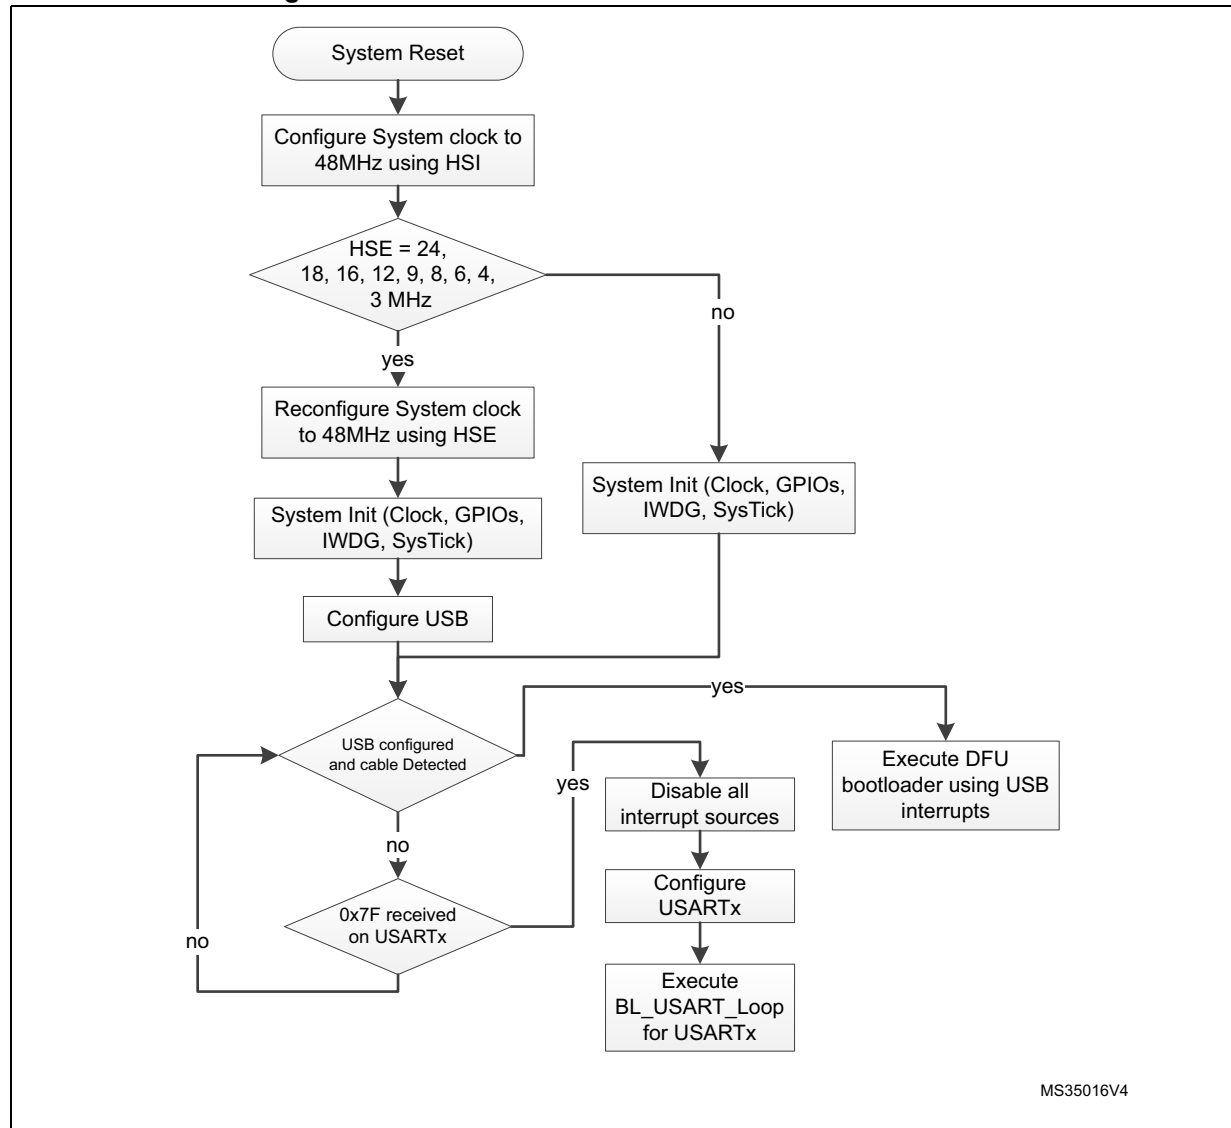 System Reset
Configure System clock to
48MHz using HSI
HSE = 24,
18, 16, 12, 9, 8, 6, 4,
3 MHz
no
yes
Reconfigure System clock
to 48MHz using HSE
System Init (Clock, GPIOs,
IWDG, SysTick)
System Init (Clock, GPIOs,
IWDG, SysTick)
Configure USB
yes
USB configured
and cable Detected
Execute DFU
bootloader using USB
interrupts
yes
Disable all
interrupt sources
no
Configure
USARTx
0x7F received
on USARTx
no
Execute
BL_USART_Loop
for USARTx
MS35016V4